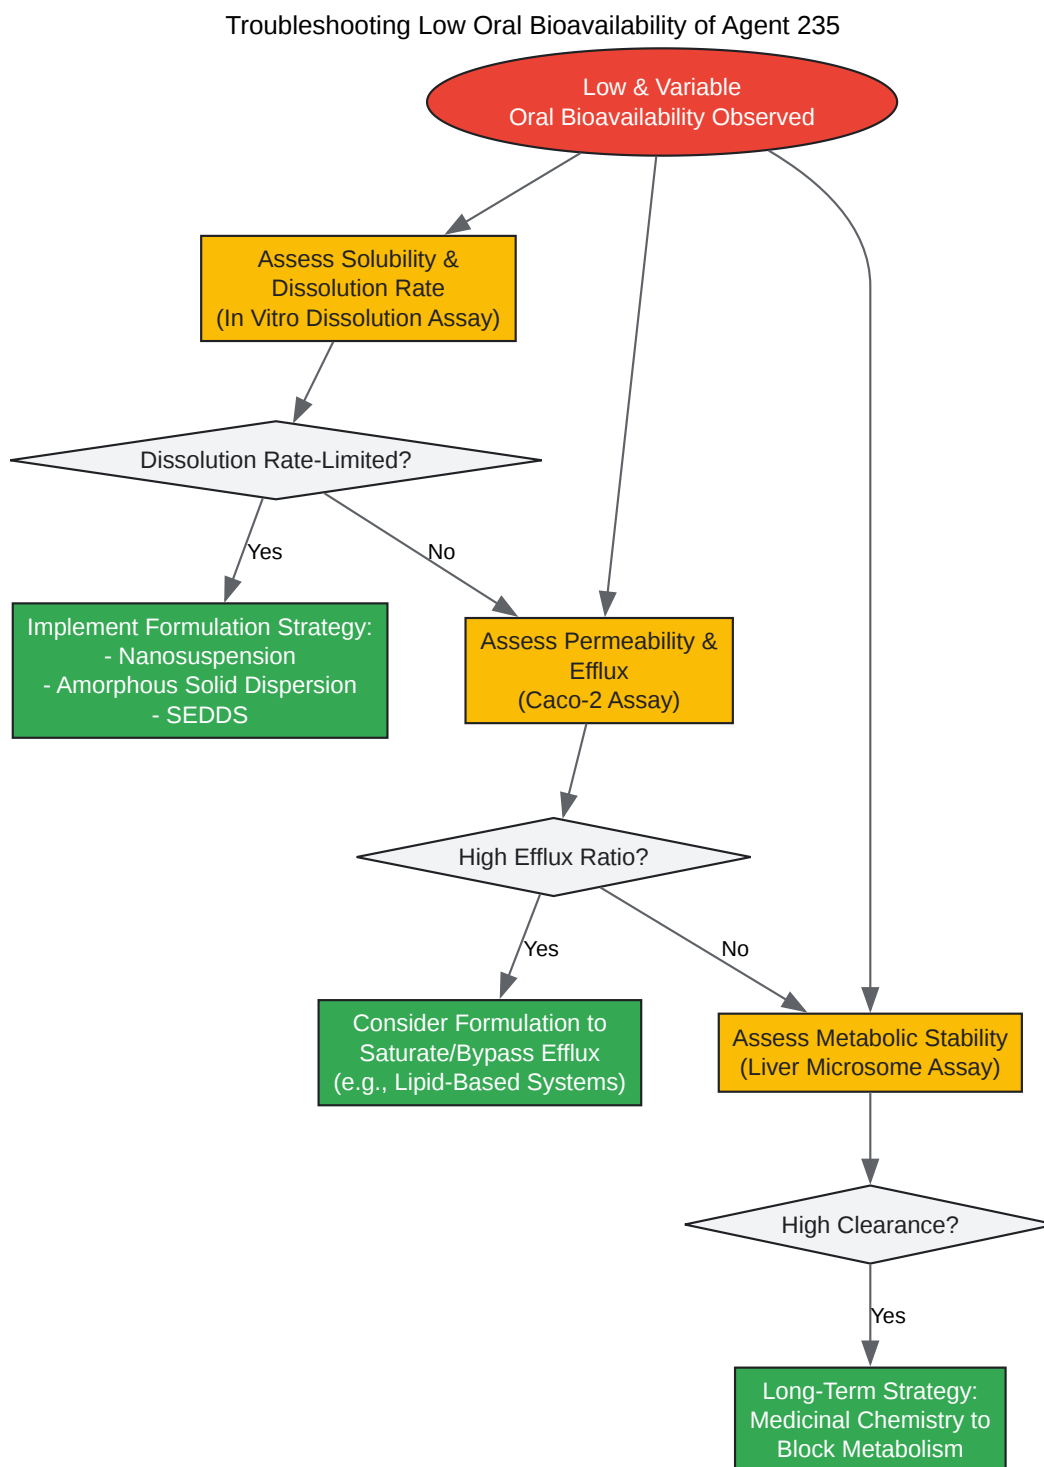 Troubleshooting Low Oral Bioavailability of Agent 235
Low & Variable
Oral Bioavailability Observed
Assess Solubility &
Dissolution Rate
(In Vitro Dissolution Assay)
Dissolution Rate-Limited?
Yes
No
Implement Formulation Strategy:
- Nanosuspension
- Amorphous Solid Dispersion
- SEDDS
Assess Permeability &
Efflux
(Caco-2 Assay)
High Efflux Ratio?
Yes
No
Consider Formulation to
Saturate/Bypass Efflux
(e.g., Lipid-Based Systems)
Assess Metabolic Stability
(Liver Microsome Assay)
High Clearance?
Yes
Long-Term Strategy:
Medicinal Chemistry to
Block Metabolism